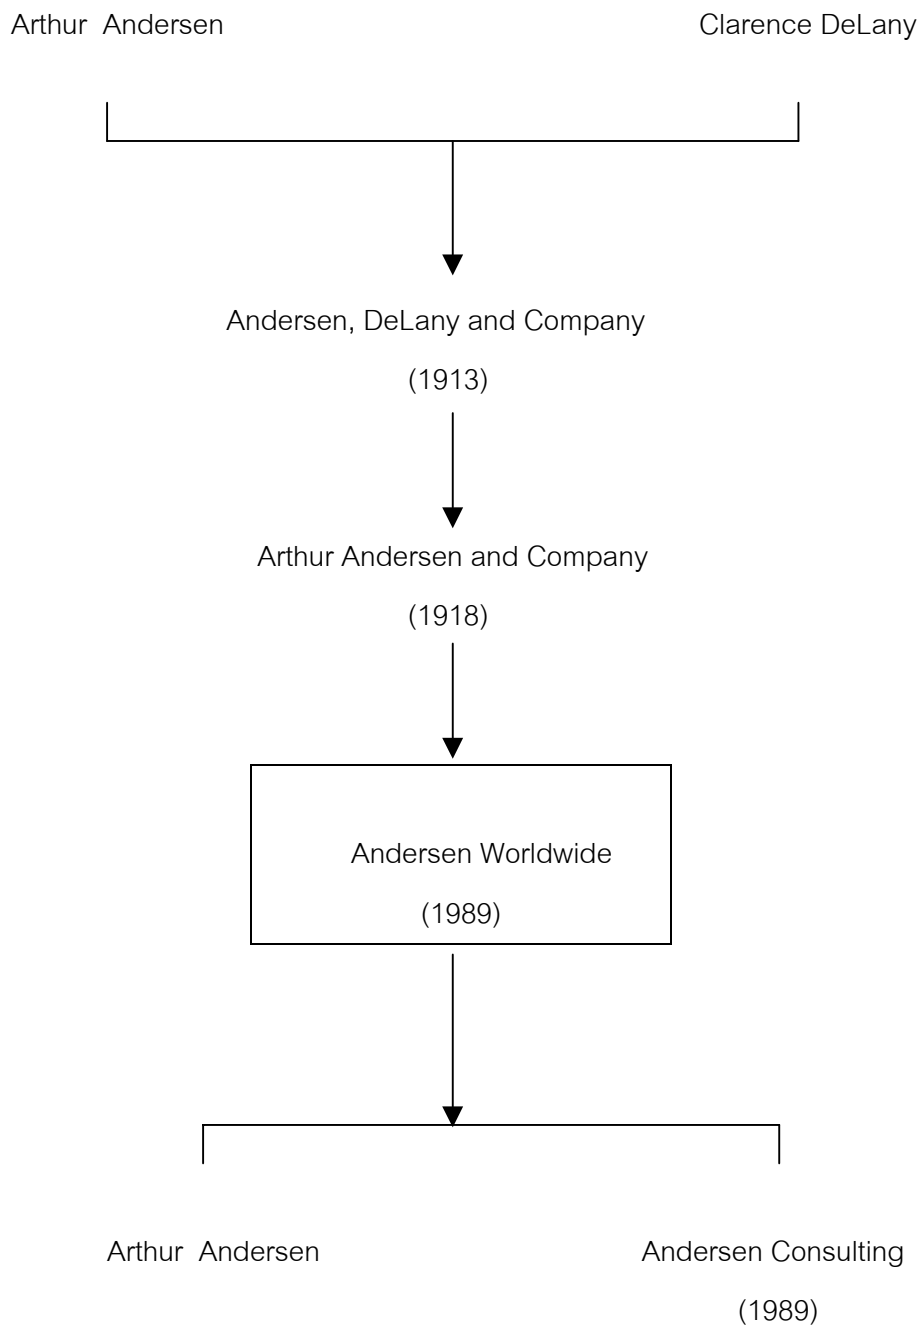 Arthur  Andersen
Clarence DeLany
Andersen, DeLany and Company
(1913)
Arthur Andersen and Company
(1918)
Andersen Worldwide
(1989)
Arthur  Andersen
Andersen Consulting
(1989)